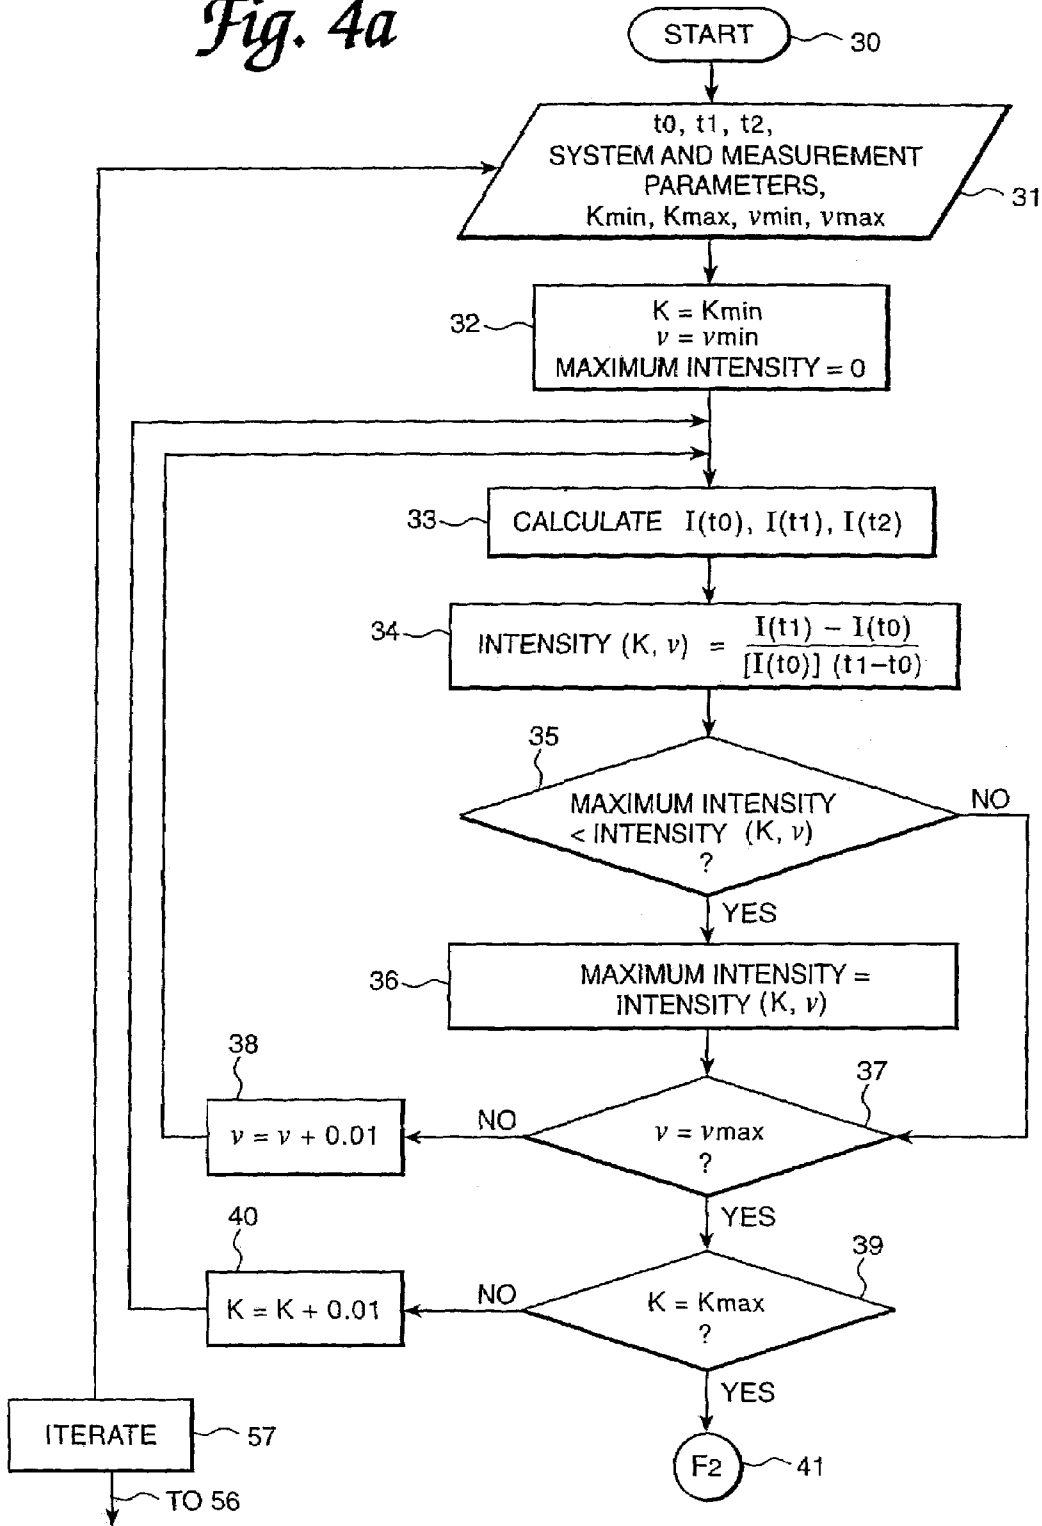 Fig. 4a
START
30
t0, t1, t2,
SYSTEM AND MEASUREMENT
PARAMETERS,
Kmin, Kmax, νmin, νmax
31
32
K = Kmin
ν = νmin
MAXIMUM INTENSITY = 0
33
CALCULATE I(t0), I(t1), I(t2)
34
INTENSITY (K, ν) = I(t1) – I(t0)
[I(t0)] (t1–t0)
35
MAXIMUM INTENSITY
< INTENSITY (K, ν)
?
NO
YES
36
MAXIMUM INTENSITY =
INTENSITY (K, ν)
38
37
ν = ν + 0.01
NO
ν = νmax
?
YES
40
39
K = K + 0.01
NO
K = Kmax
?
YES
ITERATE
57
F2
41
TO 56